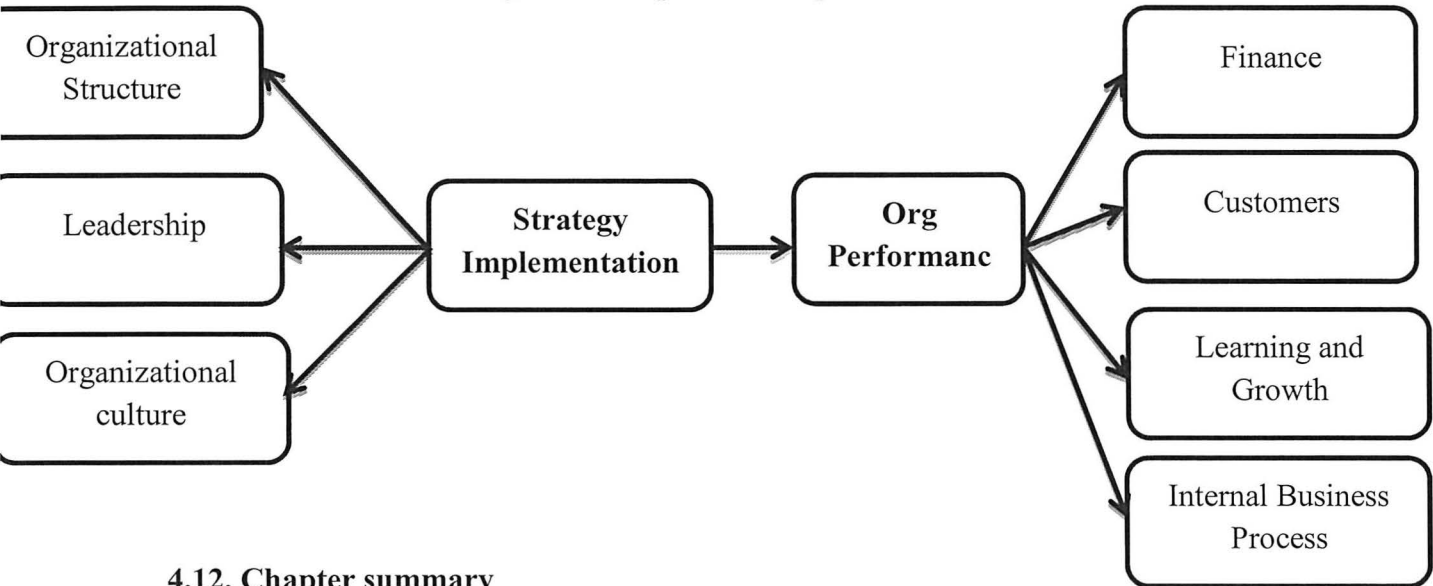 Organizational
Structure
Leadership
Organizational
culture
Strategy
Implementation
Org
Performanc
Finance
Customers
Learning and
Growth
Internal Business
Process
4.12. Chapter summary